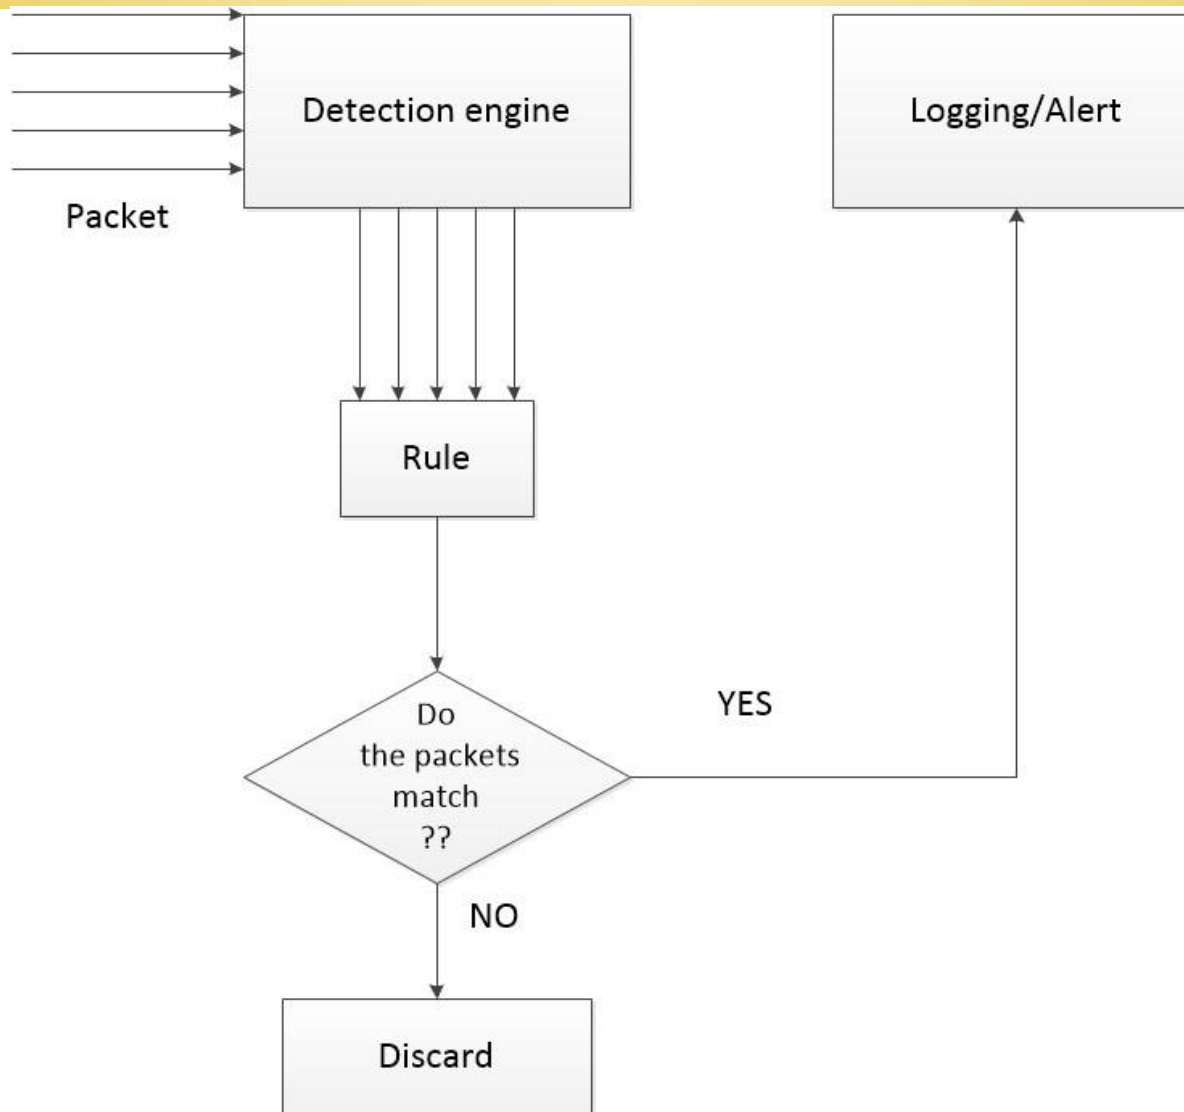 Detection engine
Logging/Alert
Packet
Rule
Do
the packets
match
??
YES
NO
Discard